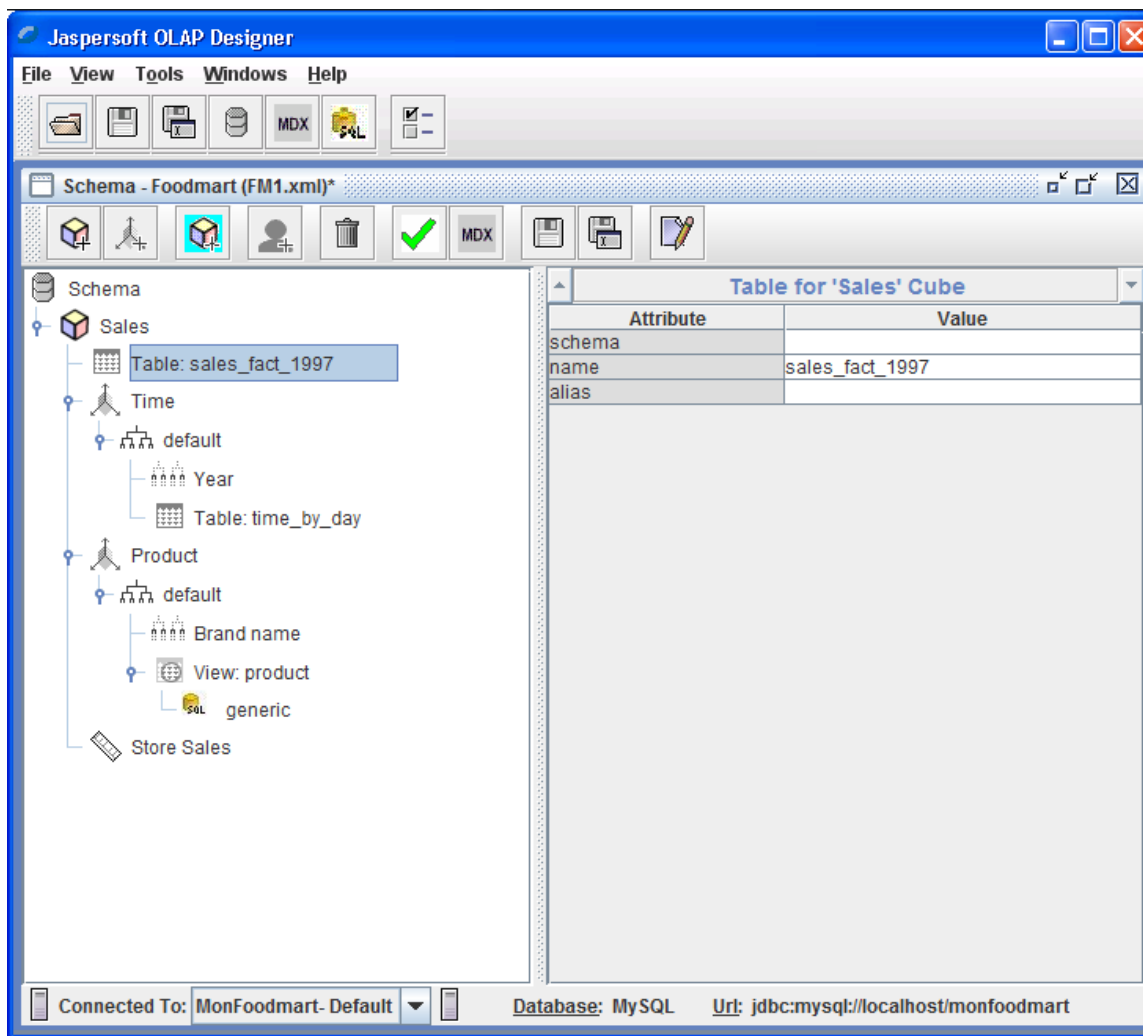 Jaspersoft OLAP Designer
File View Tools Windows Help
MDX SQL
Schema - Foodmart (FM1.xml)*
MDX
Schema
Sales
Table: sales_fact_1997
Time
default
Year
Table: time_by_day
Product
default
Brand name
View: product
SQL generic
Store Sales
Table for 'Sales' Cube
Attribute Value
schema
name sales_fact_1997
alias
Connected To: MonFoodmart- Default Database: MySQL Url: jdbc:mysql://localhost/monfoodmart